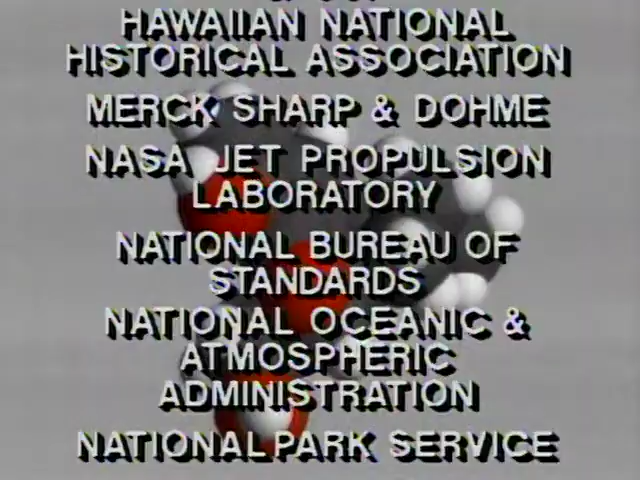 HAWAIIAN NATIONAL
HISTORICAL ASSOCIATION
MERCK SHARP & DOHME
NASA JET PROPULSION
LABORATORY
NATIONAL BUREAU OF
STANDARDS
NATIONAL OCEANIC &
ATMOSPHERIC
ADMINISTRATION
NATIONAL PARK SERVICE